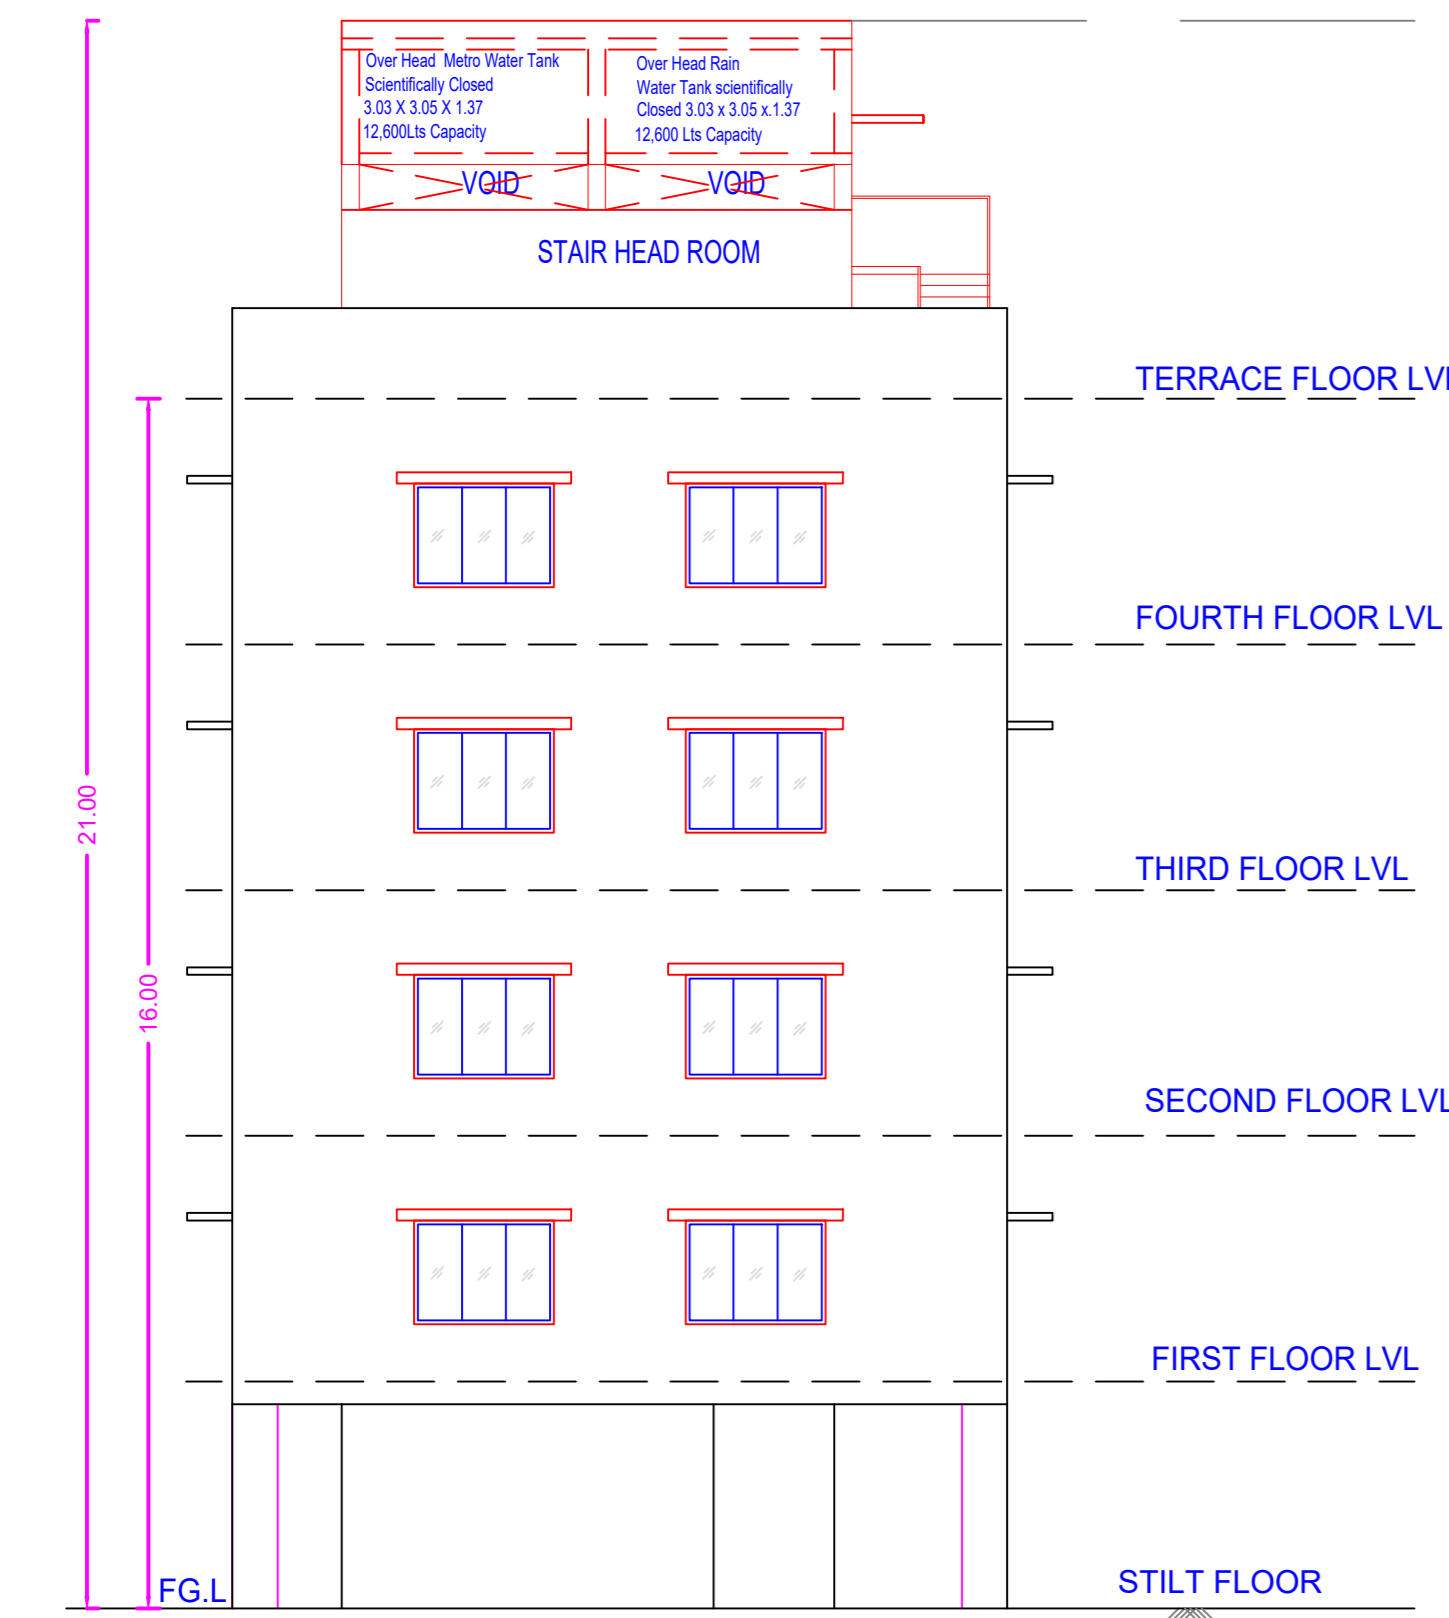 Over Head Metro Water Tank
Scientifically Closed
3.03 X 3.05 X 1.37
12,600Lts Capacity
Over Head Rain
Water Tank scientifically
Closed 3.03 x 3.05 x.1.37
12,600 Lts Capacity
VOID
VOID
STAIR HEAD ROOM
TERRACE FLOOR LVL
FOURTH FLOOR LVL
21.00
THIRD FLOOR LVL
16.00
SECOND FLOOR LVL
FIRST FLOOR LVL
FG.L
STILT FLOOR